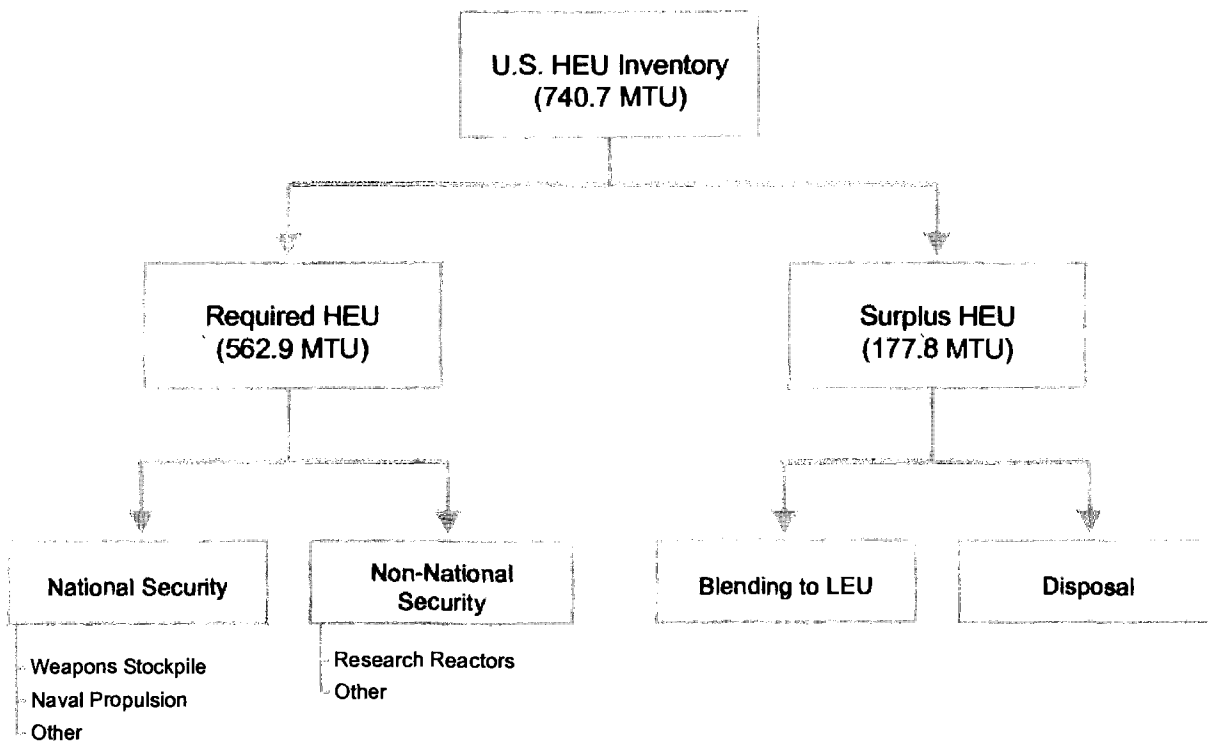 U.S. HEU Inventory
(740.7 MTU)
Required HEU
(562.9 MTU)
Surplus HEU
(177.8 MTU)
National Security
Non-National
Security
Blending to LEU
Disposal
Weapons Stockpile
Naval Propulsion
Other
Research Reactors
Other